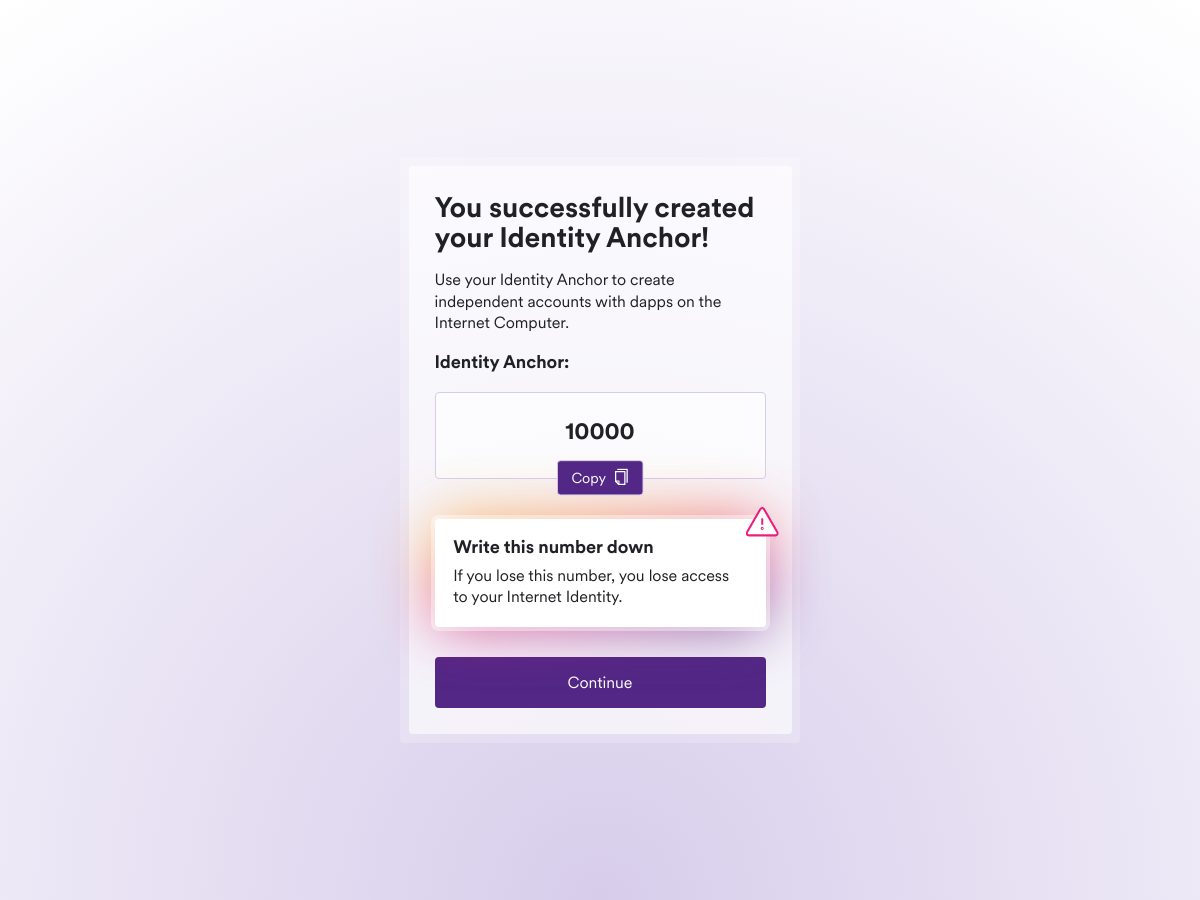 You successfully created
your Identity Anchor!
Use your Identity Anchor to create
independent accounts with dapps on the
Internet Computer.
Identity Anchor:
10000
Copy
Write this number down
If you lose this number, you lose access
to your Internet Identity.
Continue